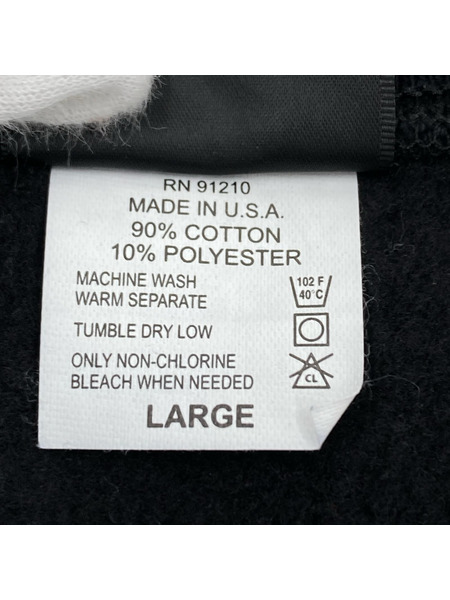 RN 91210
MADE IN U.S.A.
90% COTTON
10% POLYESTER
MACHINE WASH
WARM SEPARATE
102 F
40°C
TUMBLE DRY LOW
ONLY NON-CHLORINE
BLEACH WHEN NEEDED
CL
LARGE